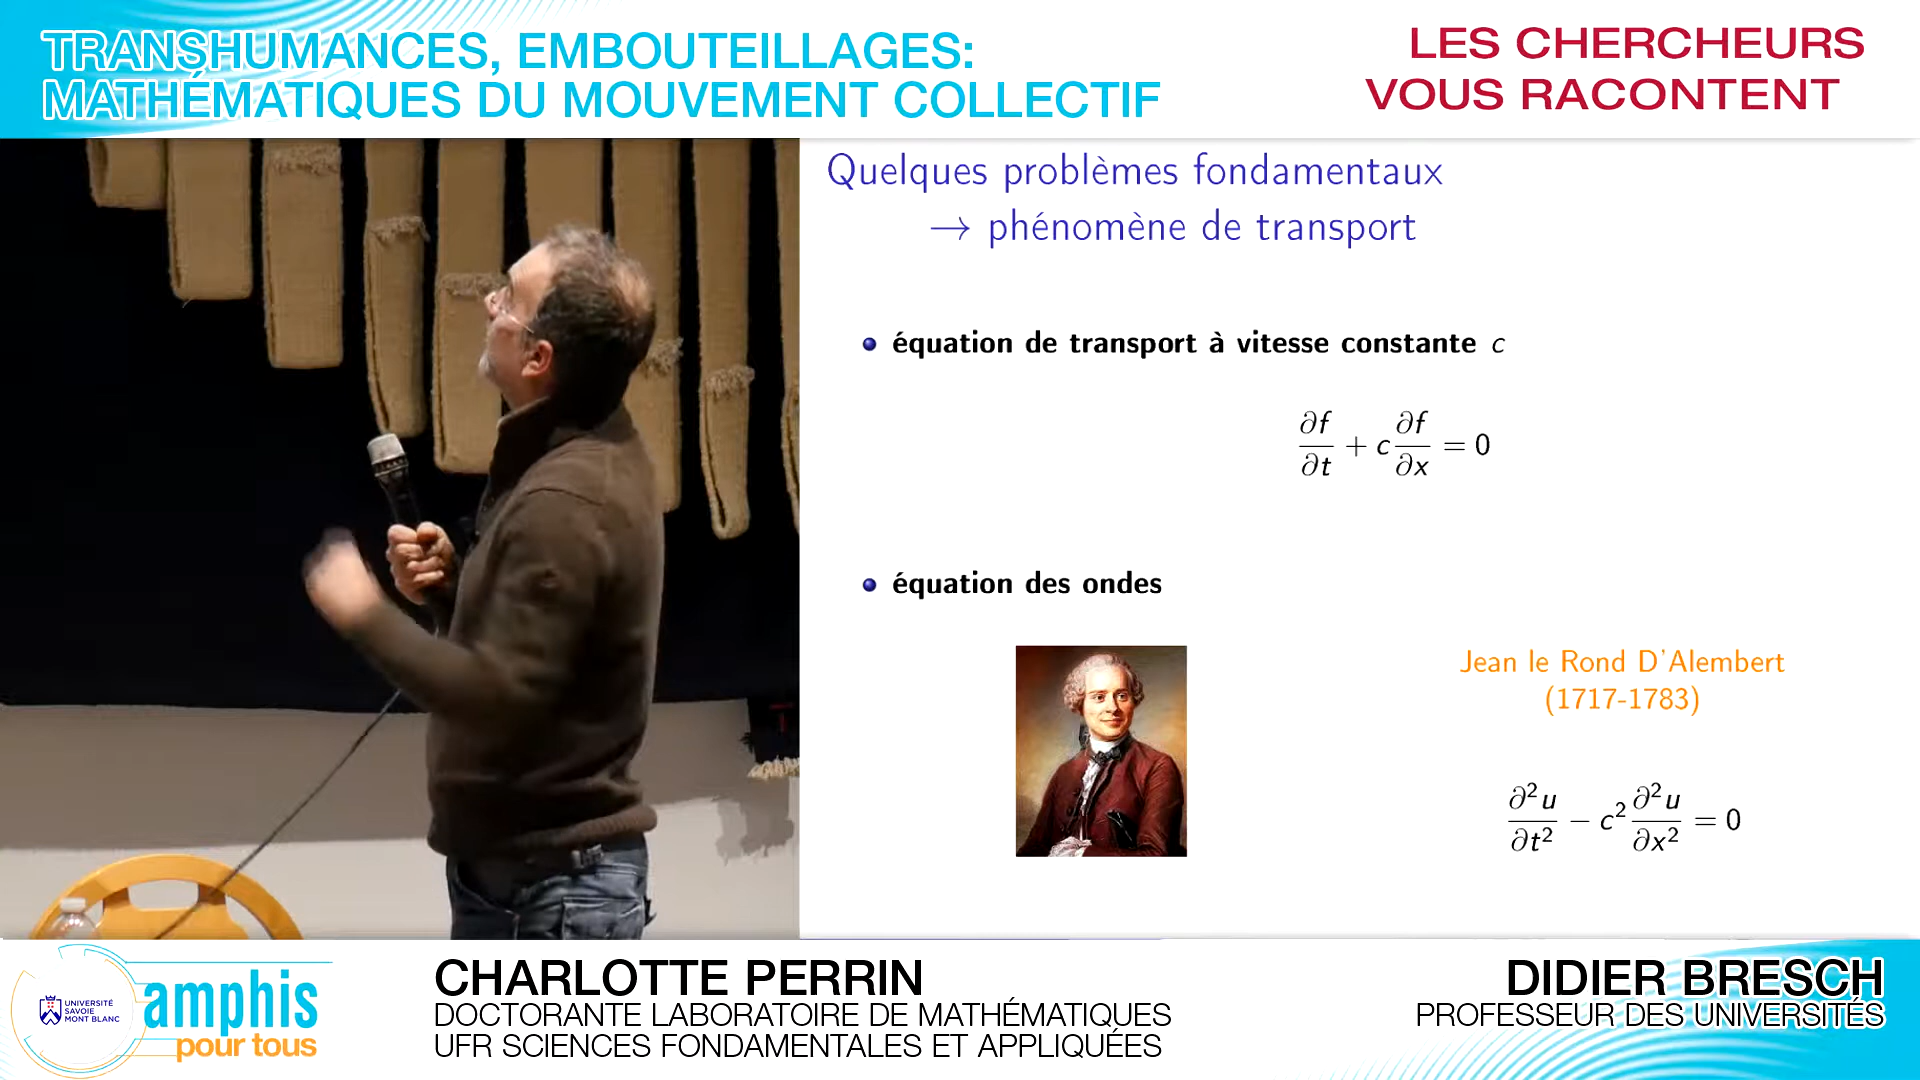 TRANSHUMANCES, EMBOUTEILLAGES:
MATHÉMATIQUES DU MOUVEMENT COLLECTIF
LES CHERCHEURS
VOUS RACONTENT
Quelques problèmes fondamentaux
→ phénomène de transport
• équation de transport à vitesse constante c
∂f/∂t + c ∂f/∂x = 0
• équation des ondes
Jean le Rond D'Alembert
(1717-1783)
∂²u/∂t² − c² ∂²u/∂x² = 0
UNIVERSITÉ
SAVOIE
MONT BLANC
amphis
pour tous
CHARLOTTE PERRIN
DOCTORANTE LABORATOIRE DE MATHÉMATIQUES
UFR SCIENCES FONDAMENTALES ET APPLIQUÉES
DIDIER BRESCH
PROFESSEUR DES UNIVERSITÉS